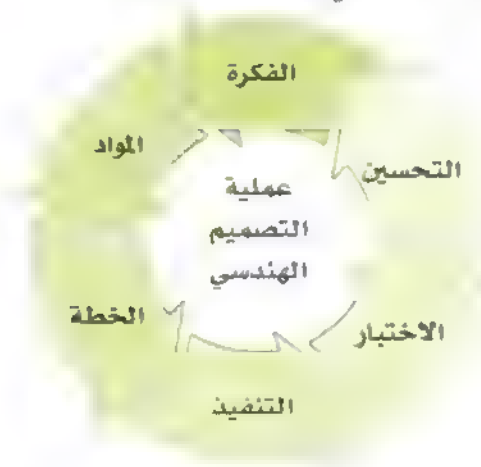 الفكرة
المواد
التحسين
عملية
التصميم
الهندسي
الخطة
الاختبار
التنفيذ